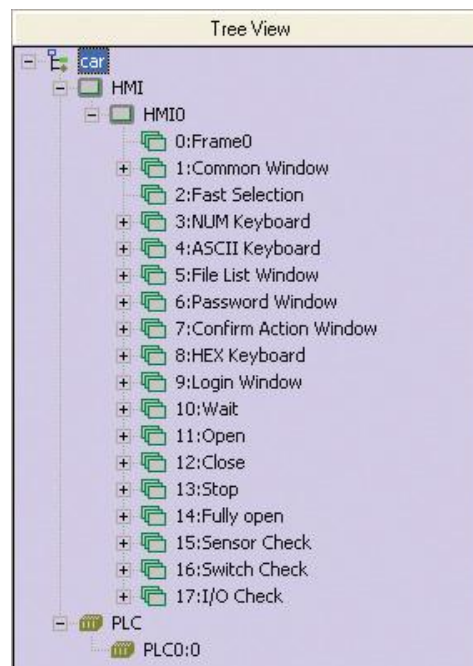 Tree View
car
HMI
HMI0
0:Frame0
1:Common Window
2:Fast Selection
3:NUM Keyboard
4:ASCII Keyboard
5:File List Window
6:Password Window
7:Confirm Action Window
8:HEX Keyboard
9:Login Window
10:Wait
11:Open
12:Close
13:Stop
14:Fully open
15:Sensor Check
16:Switch Check
17:I/O Check
PLC
PLC0:0